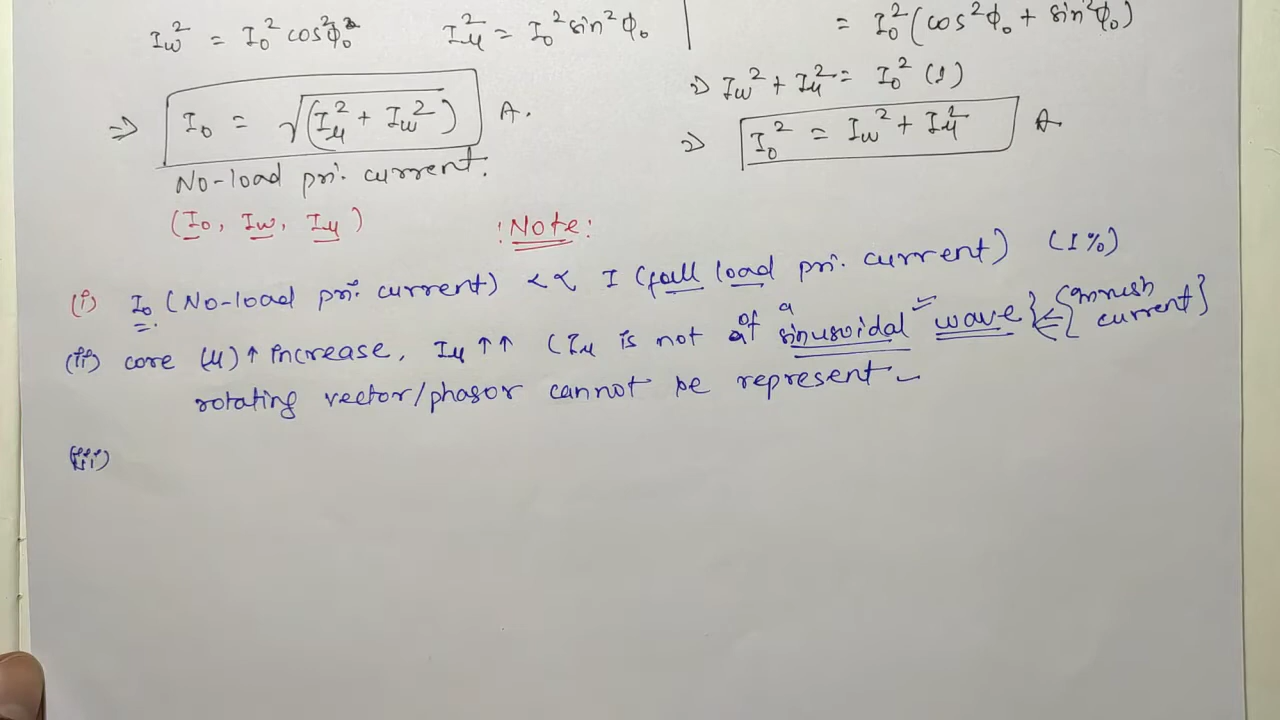 Iw² = I₀² cos²ϕ₀² Iμ² = I₀² sin²ϕ₀
⇒ I₀ = √(Iμ² + Iw²) A.
No-load pri. current.
(I₀, Iw, Iμ)
= I₀² (cos²ϕ₀ + sin²ϕ₀)
⇒ Iw² + Iμ² = I₀² (1)
⇒ I₀² = Iw² + Iμ² A
:Note:
(i) I₀ (No-load pri. current) << I (full load pri. current) (1%)
(ii) core (μ)↑ increase, Iμ↑↑ (Iμ is not of a sinusoidal wave} ⇐ {inrush current}
rotating vector/phasor cannot be represent.
(iii)